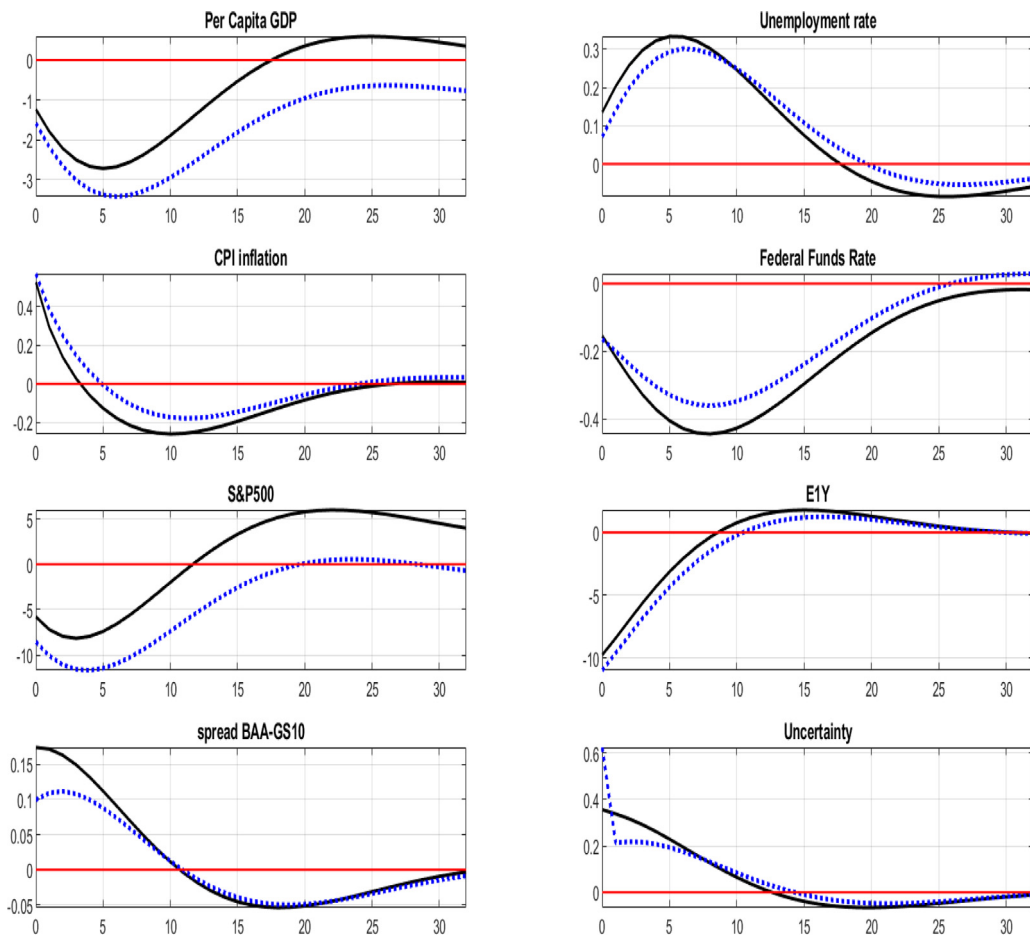 Per Capita GDP
0
-1
-2
-3
0 5 10 15 20 25 30
Unemployment rate
0.3
0.2
0.1
0
0 5 10 15 20 25 30
CPI inflation
0.4
0.2
0
-0.2
0 5 10 15 20 25 30
Federal Funds Rate
0
-0.2
-0.4
0 5 10 15 20 25 30
S&P500
5
0
-5
-10
0 5 10 15 20 25 30
E1Y
0
-5
-10
0 5 10 15 20 25 30
spread BAA-GS10
0.15
0.1
0.05
0
-0.05
0 5 10 15 20 25 30
Uncertainty
0.6
0.4
0.2
0
0 5 10 15 20 25 30